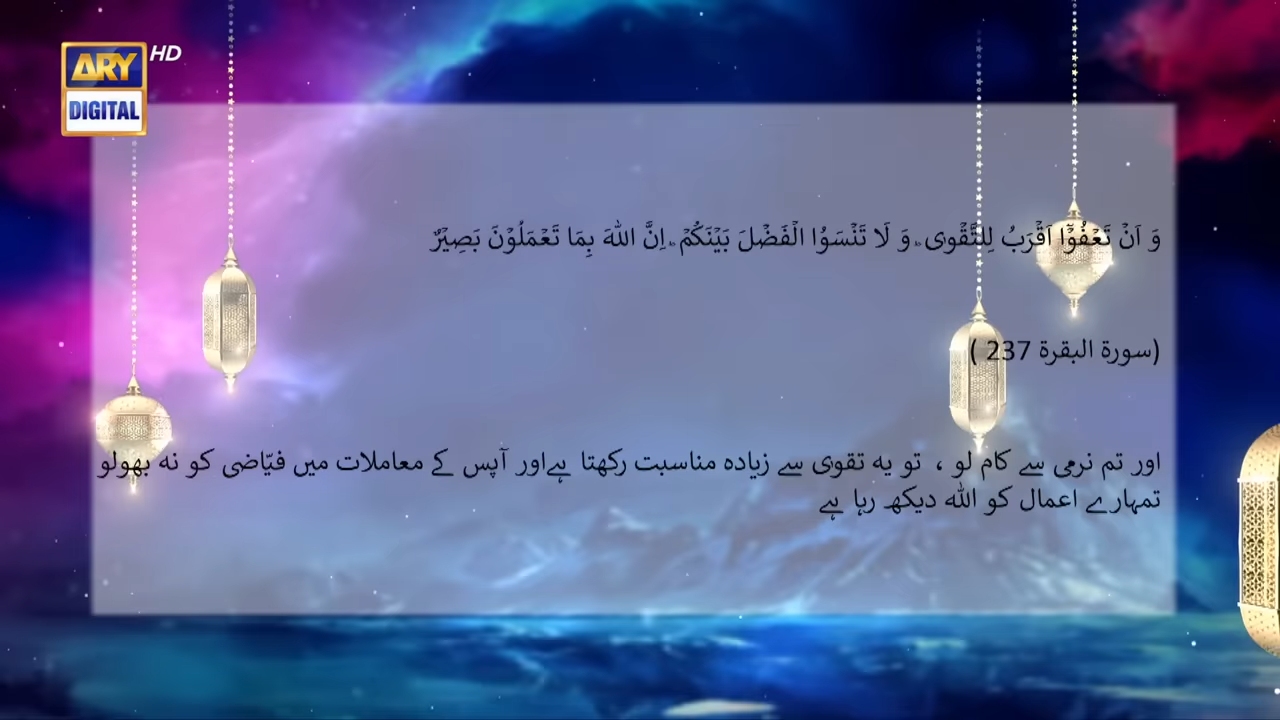 ARY HD
DIGITAL
وَ اَنْ تَعْفُوْۤا اَقْرَبُ لِلتَّقْوٰى ؕ وَ لَا تَنْسَوُا الْفَضْلَ بَیْنَكُمْ ؕ اِنَّ اللهَ بِمَا تَعْمَلُوْنَ بَصِیْرٌ
(سورة البقرة 237 )
اور تم نرمی سے کام لو ، تو یہ تقوی سے زیادہ مناسبت رکھتا ہےاور آپس کے معاملات میں فیّاضی کو نہ بھولو
تمہارے اعمال کو اللہ دیکھ رہا ہے